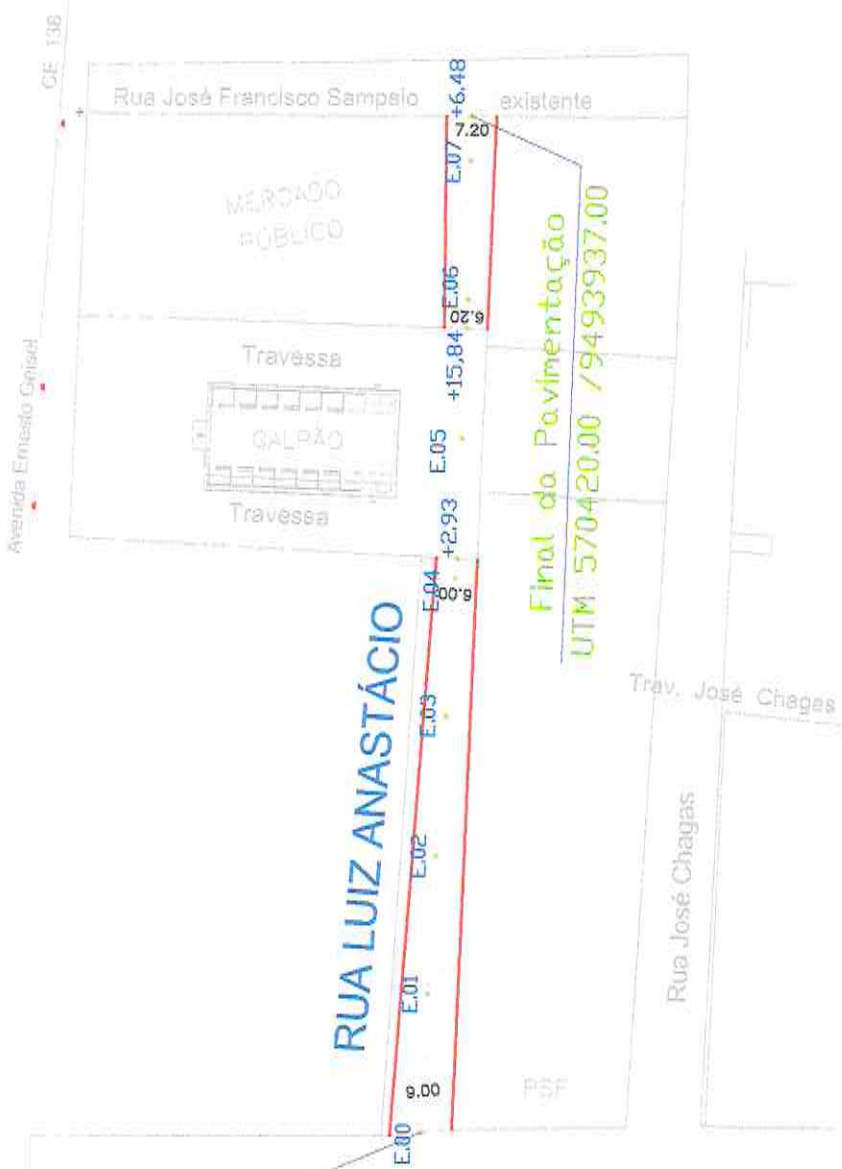 CE 138
Rua José Francisco Sampaio
existente
+6.48
7.20
E.07
MERCADO
PÚBLICO
E.06
6.20
+15,84
Avenida Ernesto Geisel
Travessa
GALPÃO
E.05
Travessa
+2.93
E.04
6.00
Final da Pavimentação
UTM 570420.00 /9493937.00
RUA LUIZ ANASTÁCIO
E.03
Trav. José Chagas
E.02
Rua José Chagas
E.01
9.00
PSF
E.00